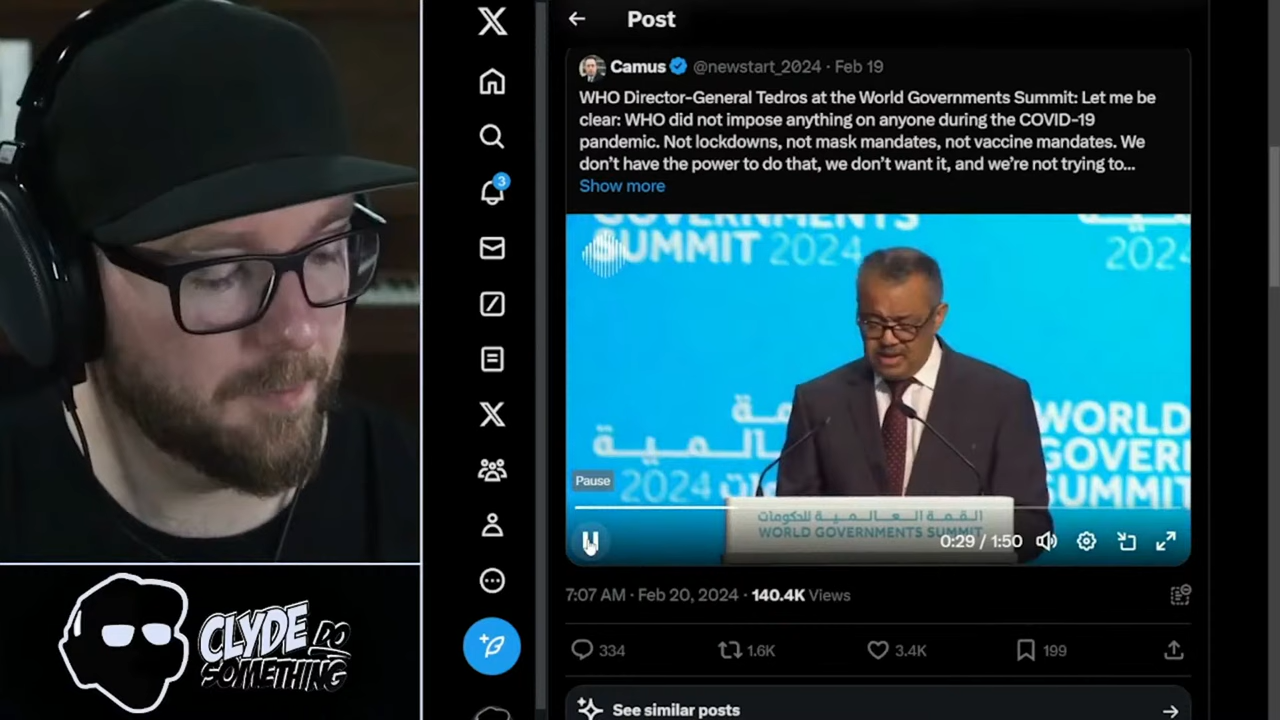 Post
Camus @newstart_2024 · Feb 19
WHO Director-General Tedros at the World Governments Summit: Let me be
clear: WHO did not impose anything on anyone during the COVID-19
pandemic. Not lockdowns, not mask mandates, not vaccine mandates. We
don't have the power to do that, we don't want it, and we're not trying to...
Show more
3
GOVERNMENTS
SUMMIT 2024
2024
WORLD
GOVERN
SUMMIT
2024
Pause
القمة العالمية للحكومات
WORLD GOVERNMENTS SUMMIT
0:29 / 1:50
7:07 AM · Feb 20, 2024 · 140.4K Views
334 1.6K 3.4K 199
See similar posts
CLYDE DO
SOMETHING